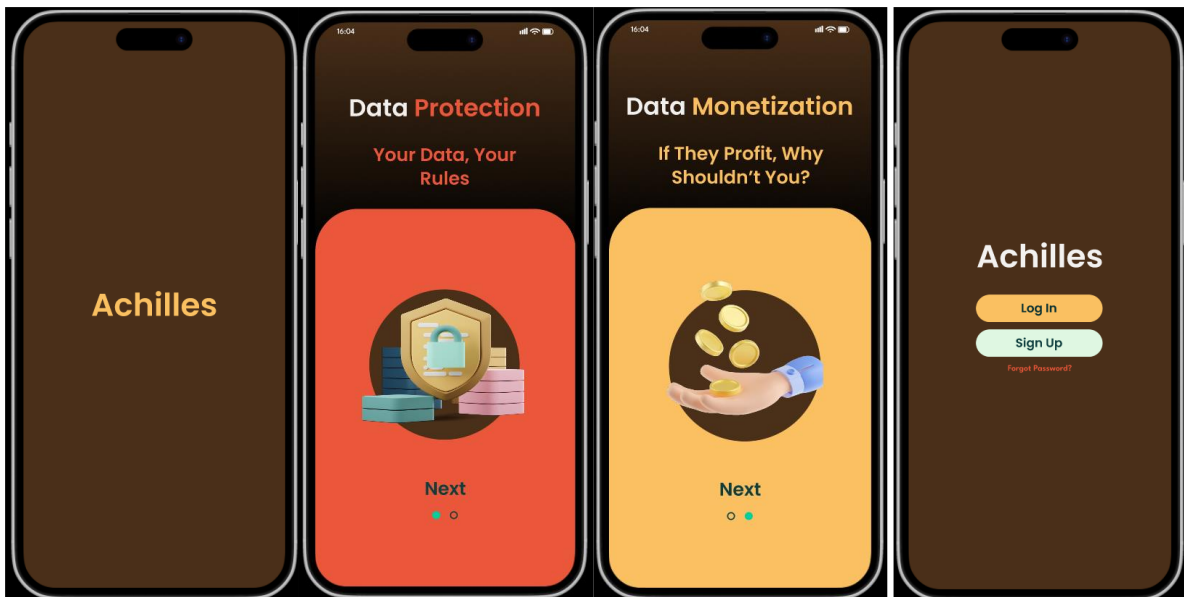 Achilles
16:04
Data Protection
Your Data, Your
Rules
Next
16:04
Data Monetization
If They Profit, Why
Shouldn't You?
Next
Achilles
Log In
Sign Up
Forgot Password?